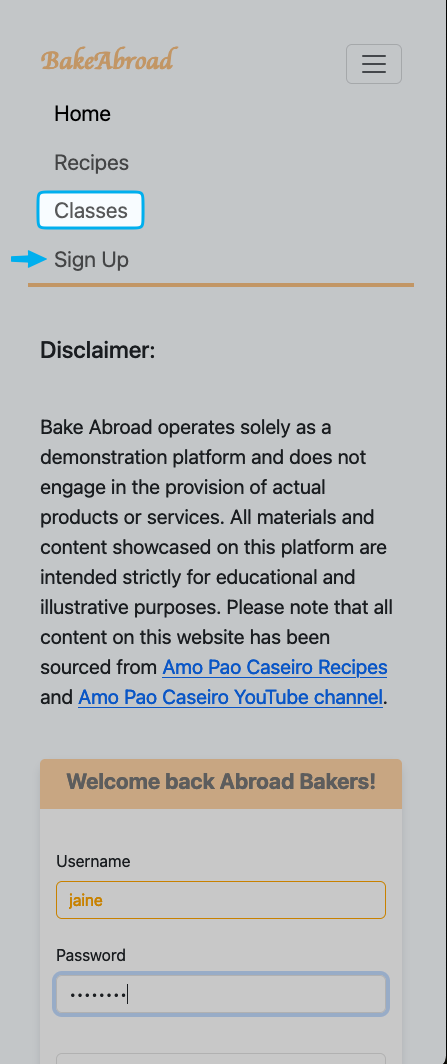 BakeAbroad
Home
Recipes
Classes
Sign Up
Disclaimer:
Bake Abroad operates solely as a
demonstration platform and does not
engage in the provision of actual
products or services. All materials and
content showcased on this platform are
intended strictly for educational and
illustrative purposes. Please note that all
content on this website has been
sourced from Amo Pao Caseiro Recipes
and Amo Pao Caseiro YouTube channel.
Welcome back Abroad Bakers!
Username
jaine
Password
••••••••